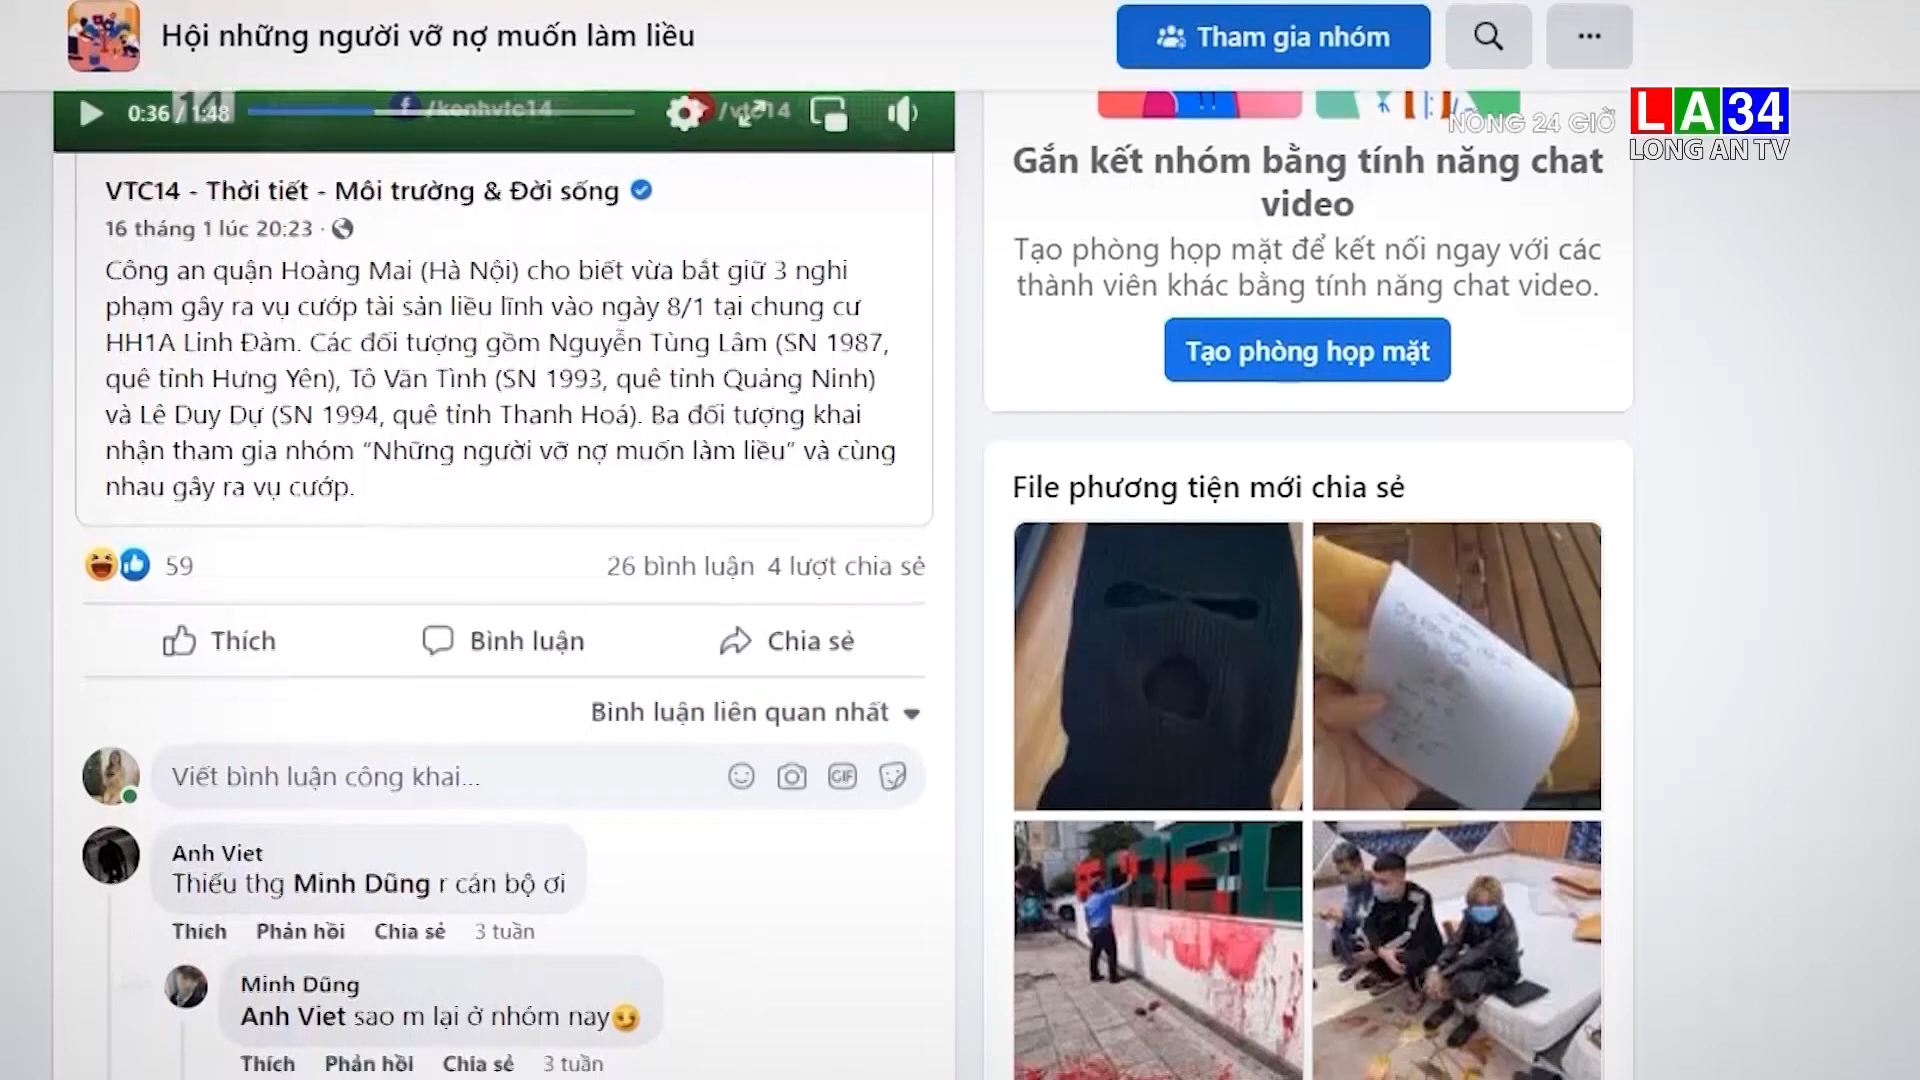 Hội những người vỡ nợ muốn làm liều
Tham gia nhóm
LA34
NÓNG 24 GIỜ
LONG AN TV
0:36 / 1:48
/kenhvtc14
/vtc14
VTC14 - Thời tiết - Môi trường & Đời sống
16 tháng 1 lúc 20:23 ·
Công an quận Hoàng Mai (Hà Nội) cho biết vừa bắt giữ 3 nghi
phạm gây ra vụ cướp tài sản liều lĩnh vào ngày 8/1 tại chung cư
HH1A Linh Đàm. Các đối tượng gồm Nguyễn Tùng Lâm (SN 1987,
quê tỉnh Hưng Yên), Tô Văn Tình (SN 1993, quê tỉnh Quảng Ninh)
và Lê Duy Dự (SN 1994, quê tỉnh Thanh Hoá). Ba đối tượng khai
nhận tham gia nhóm “Những người vỡ nợ muốn làm liều” và cùng
nhau gây ra vụ cướp.
59
26 bình luận 4 lượt chia sẻ
Thích Bình luận Chia sẻ
Bình luận liên quan nhất
Viết bình luận công khai...
GIF
Anh Viet
Thiếu thg Minh Dũng r cán bộ ơi
Thích Phản hồi Chia sẻ 3 tuần
Minh Dũng
Anh Viet sao m lại ở nhóm nay
Thích Phản hồi Chia sẻ 3 tuần
Gắn kết nhóm bằng tính năng chat
video
Tạo phòng họp mặt để kết nối ngay với các
thành viên khác bằng tính năng chat video.
Tạo phòng họp mặt
File phương tiện mới chia sẻ